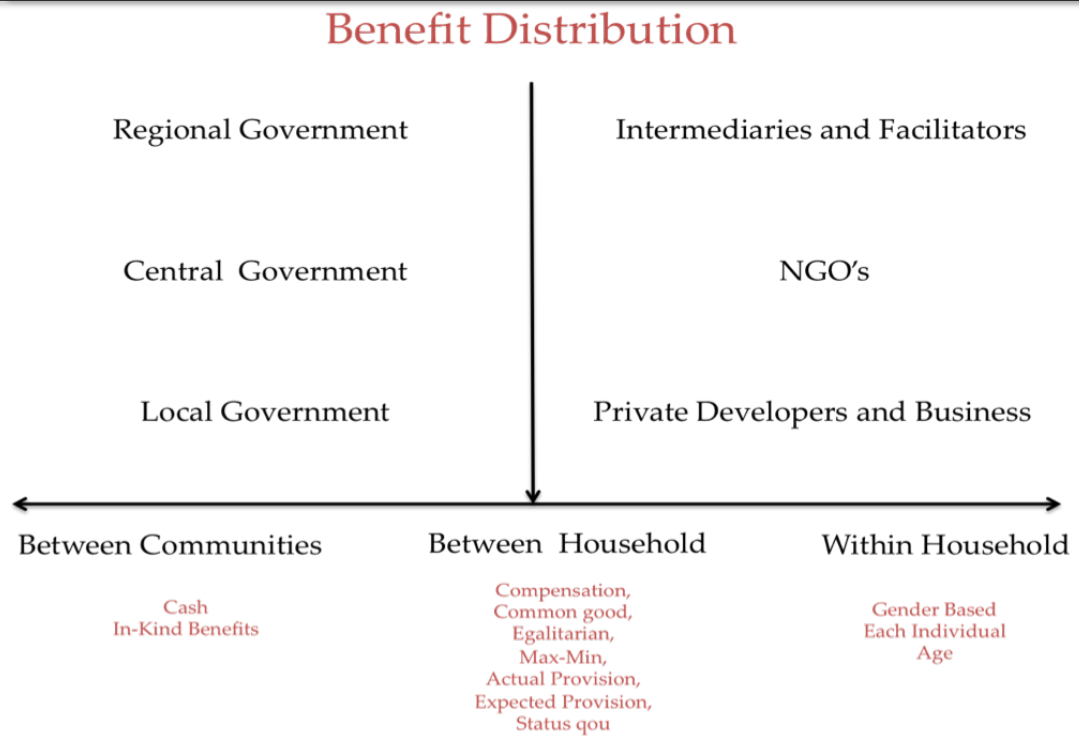 Benefit Distribution
Regional Government
Intermediaries and Facilitators
Central Government
NGO's
Local Government
Private Developers and Business
Between Communities
Between Household
Within Household
Cash
In-Kind Benefits
Compensation,
Common good,
Egalitarian,
Max-Min,
Actual Provision,
Expected Provision,
Status qou
Gender Based
Each Individual
Age